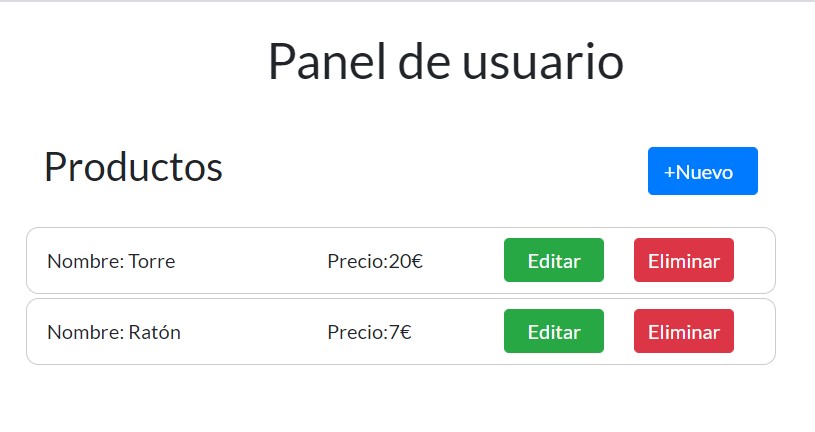 Panel de usuario
Productos +Nuevo
Nombre: Torre Precio:20€ Editar Eliminar
Nombre: Ratón Precio:7€ Editar Eliminar